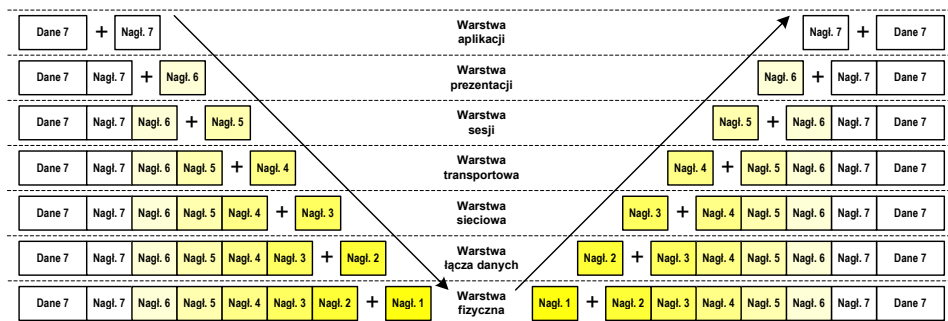 Dane 7 + Nagł. 7 Warstwa aplikacji Nagł. 7 + Dane 7
Dane 7 Nagł. 7 + Nagł. 6 Warstwa prezentacji Nagł. 6 + Nagł. 7 Dane 7
Dane 7 Nagł. 7 Nagł. 6 + Nagł. 5 Warstwa sesji Nagł. 5 + Nagł. 6 Nagł. 7 Dane 7
Dane 7 Nagł. 7 Nagł. 6 Nagł. 5 + Nagł. 4 Warstwa transportowa Nagł. 4 + Nagł. 5 Nagł. 6 Nagł. 7 Dane 7
Dane 7 Nagł. 7 Nagł. 6 Nagł. 5 Nagł. 4 + Nagł. 3 Warstwa sieciowa Nagł. 3 + Nagł. 4 Nagł. 5 Nagł. 6 Nagł. 7 Dane 7
Dane 7 Nagł. 7 Nagł. 6 Nagł. 5 Nagł. 4 Nagł. 3 + Nagł. 2 Warstwa łącza danych Nagł. 2 + Nagł. 3 Nagł. 4 Nagł. 5 Nagł. 6 Nagł. 7 Dane 7
Dane 7 Nagł. 7 Nagł. 6 Nagł. 5 Nagł. 4 Nagł. 3 Nagł. 2 + Nagł. 1 Warstwa fizyczna Nagł. 1 + Nagł. 2 Nagł. 3 Nagł. 4 Nagł. 5 Nagł. 6 Nagł. 7 Dane 7